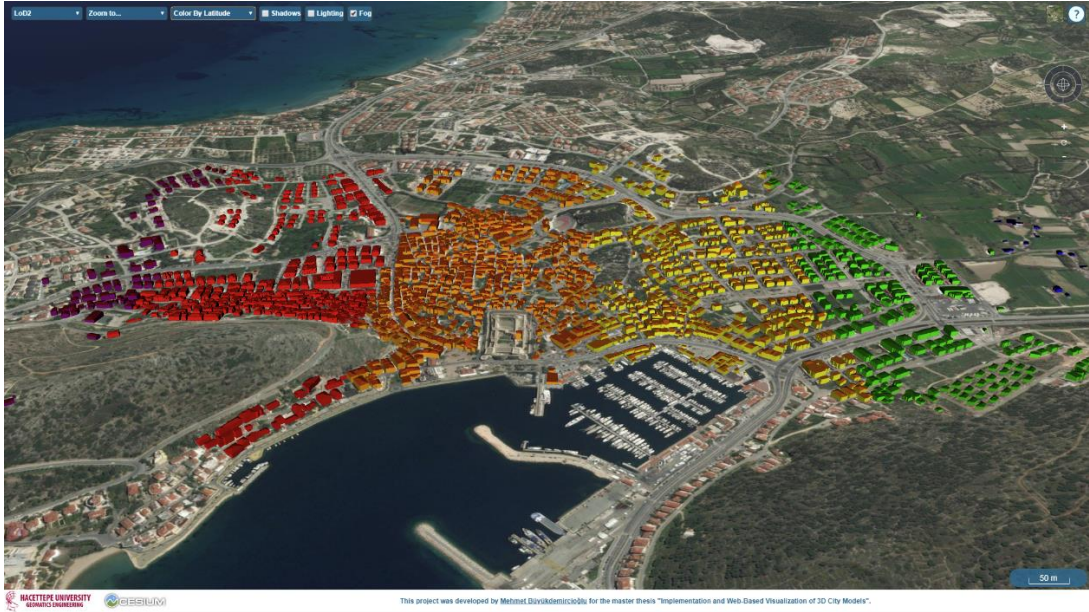 LoD2 Zoom to... Color By Latitude Shadows Lighting Fog ?
50 m
HACETTEPE UNIVERSITY
GEOMATICS ENGINEERING
CESIUM
This project was developed by Mehmet Büyükdemircioğlu for the master thesis "Implementation and Web-Based Visualization of 3D City Models".